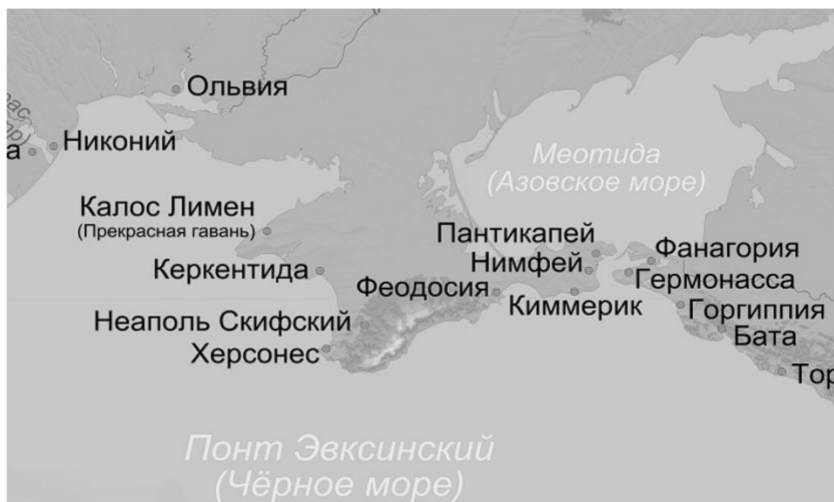 Ольвия
Никоний
а
Меотида
(Азовское море)
Калос Лимен
(Прекрасная гавань)
Пантикапей
Фанагория
Керкентида
Нимфей
Гермонасса
Феодосия
Киммерик
Горгиппия
Неаполь Скифский
Бата
Херсонес
Тор
Понт Эвксинский
(Чёрное море)